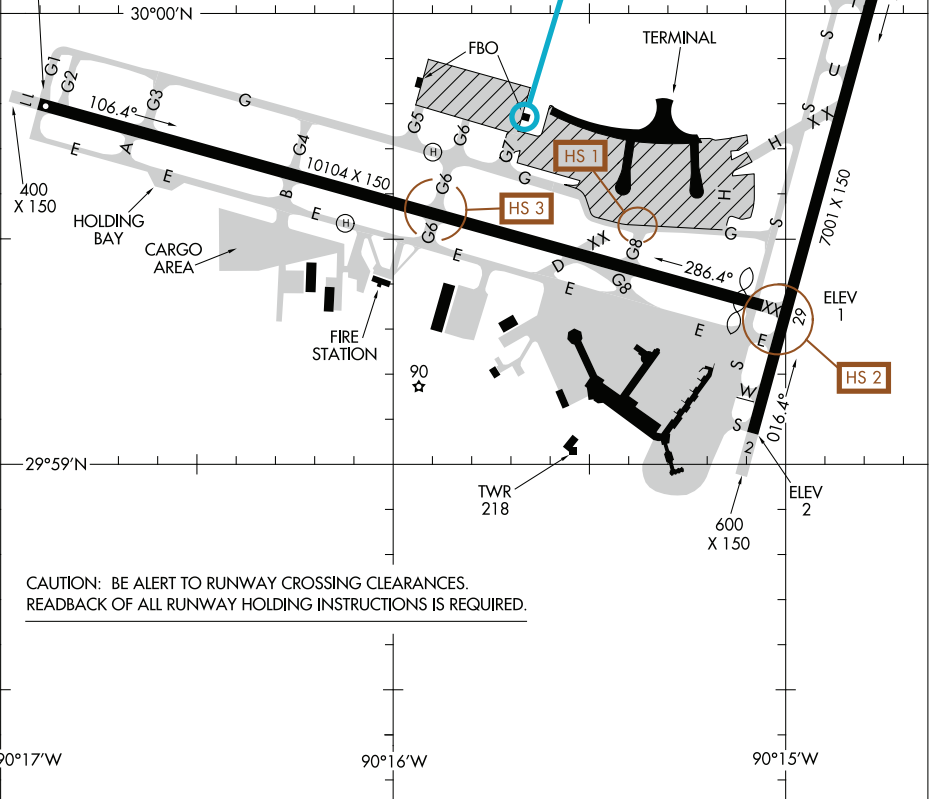 30°00'N
FBO
TERMINAL
S
U
S
XX
H
G1
G2
G3
G
11
106.4°
G5
G6
G7
G4
H
E
A
E
10104 X 150
G6
G
HS 1
H
400
X 150
HOLDING
BAY
B
E
H
HS 3
G6
S
G
7001 X 150
CARGO
AREA
E
D
XX
G8
286.4°
E
G8
XX
29
ELEV
1
FIRE
STATION
E
E
HS 2
90
S
W
016.4°
S
2
29°59'N
TWR
218
ELEV
2
600
X 150
CAUTION: BE ALERT TO RUNWAY CROSSING CLEARANCES.
READBACK OF ALL RUNWAY HOLDING INSTRUCTIONS IS REQUIRED.
90°17'W
90°16'W
90°15'W